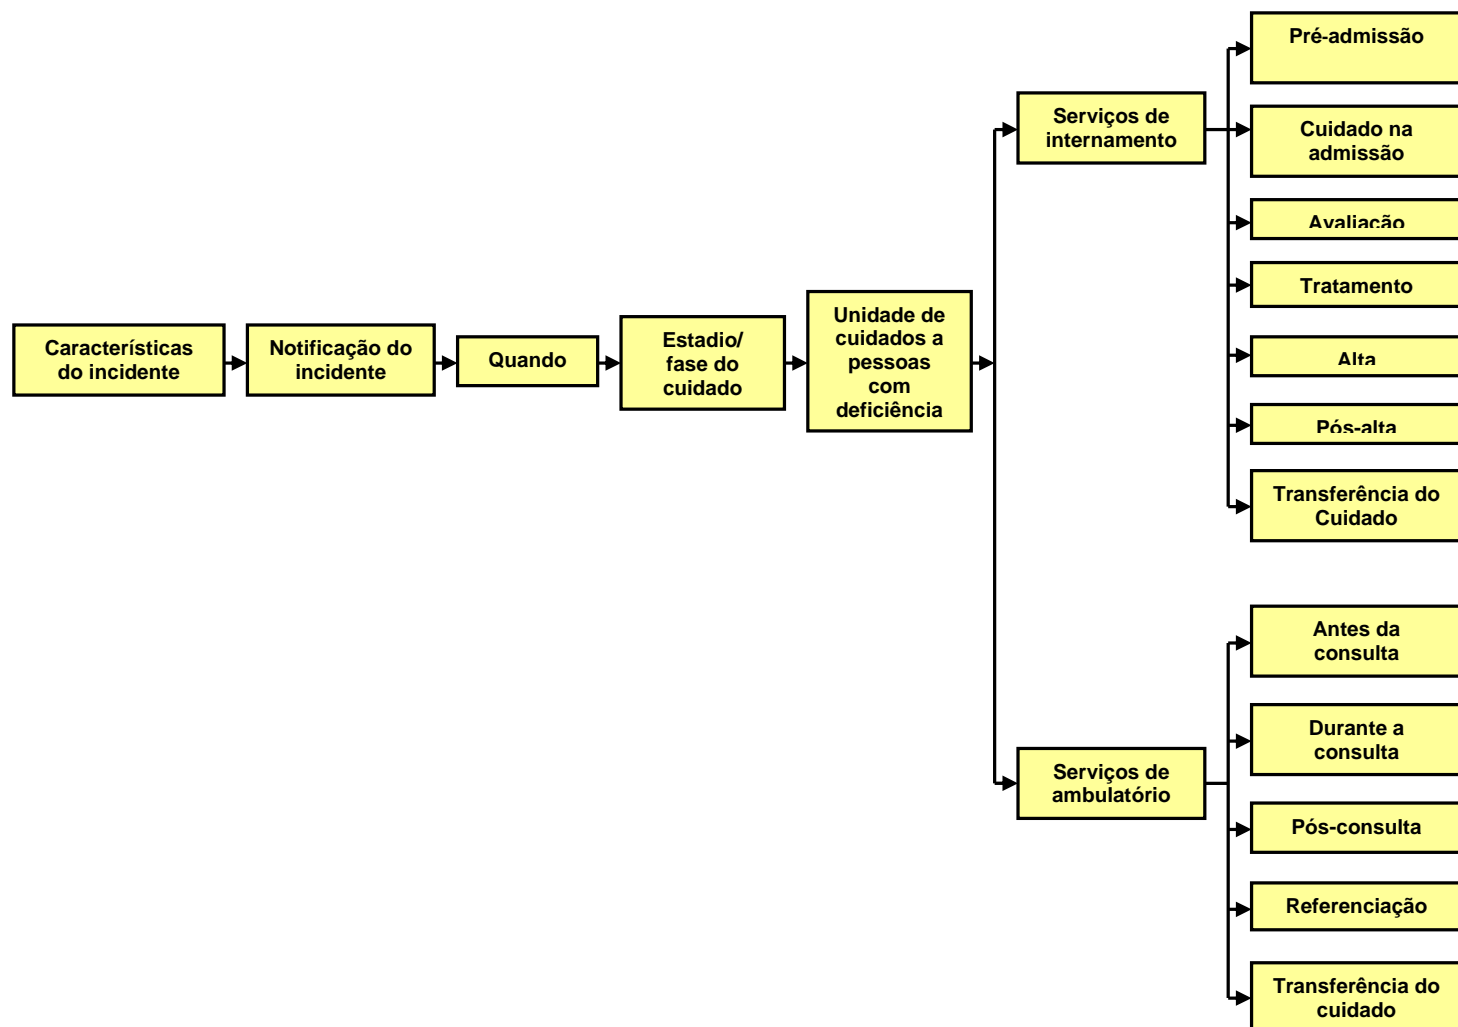 Características
do incidente
Notificação do
incidente
Quando
Estadio/
fase do
cuidado
Unidade de
cuidados a
pessoas
com
deficiência
Serviços de
internamento
Pré-admissão
Cuidado na
admissão
Avaliação
Tratamento
Alta
Pós-alta
Transferência do
Cuidado
Serviços de
ambulatório
Antes da
consulta
Durante a
consulta
Pós-consulta
Referenciação
Transferência do
cuidado